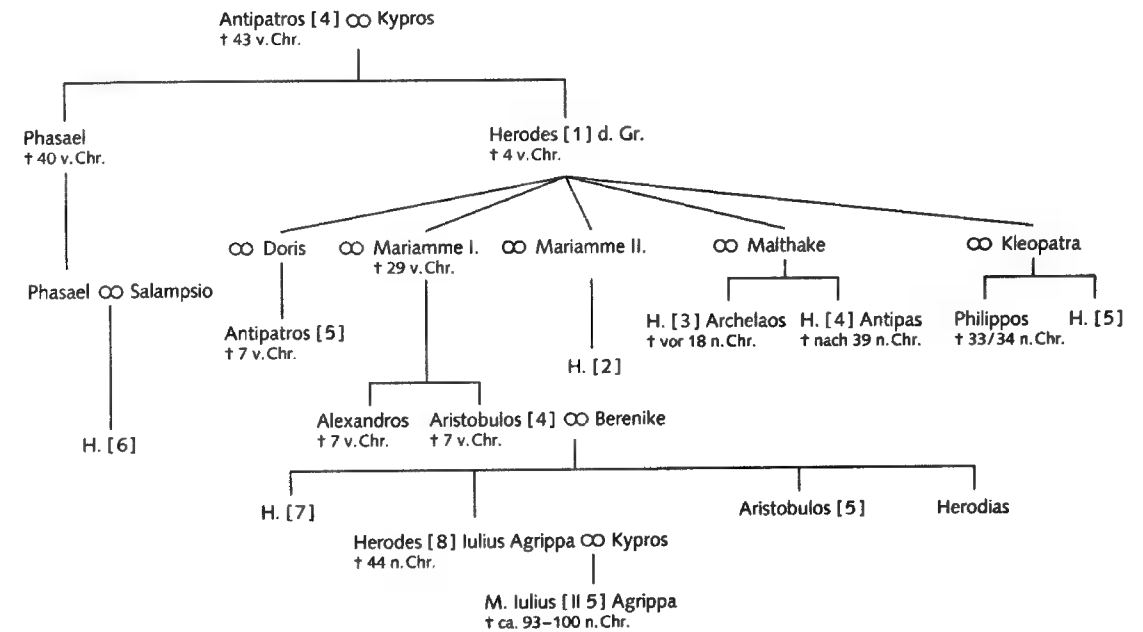 Antipatros [4] ∞ Kypros
† 43 v. Chr.
Phasael
† 40 v. Chr.
Herodes [1] d. Gr.
† 4 v. Chr.
∞ Doris
∞ Mariamme I.
† 29 v. Chr.
∞ Mariamme II.
∞ Malthake
∞ Kleopatra
Phasael ∞ Salampsio
Antipatros [5]
† 7 v. Chr.
H. [3] Archelaos
† vor 18 n. Chr.
H. [4] Antipas
† nach 39 n. Chr.
Philippos
† 33/34 n. Chr.
H. [5]
H. [2]
Alexandros
† 7 v. Chr.
Aristobulos [4] ∞ Berenike
† 7 v. Chr.
H. [6]
H. [7]
Aristobulos [5]
Herodias
Herodes [8] Iulius Agrippa ∞ Kypros
† 44 n. Chr.
M. Iulius [II 5] Agrippa
† ca. 93–100 n. Chr.